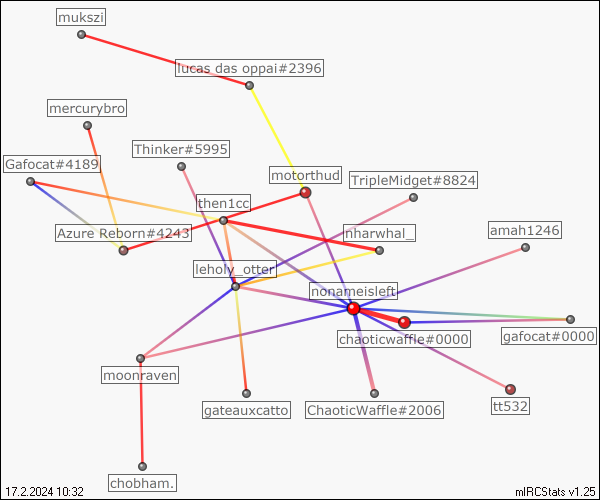 mukszi
lucas das oppai#2396
mercurybro
Thinker#5995
Gafocat#4189
motorthud
TripleMidget#8824
then1cc
Azure Reborn#4243
nharwhal_
amah1246
leholy_otter
nonameisleft
chaoticwaffle#0000
gafocat#0000
moonraven
gateauxcatto
ChaoticWaffle#2006
tt532
chobham.
17.2.2024 10:32
mIRCStats v1.25